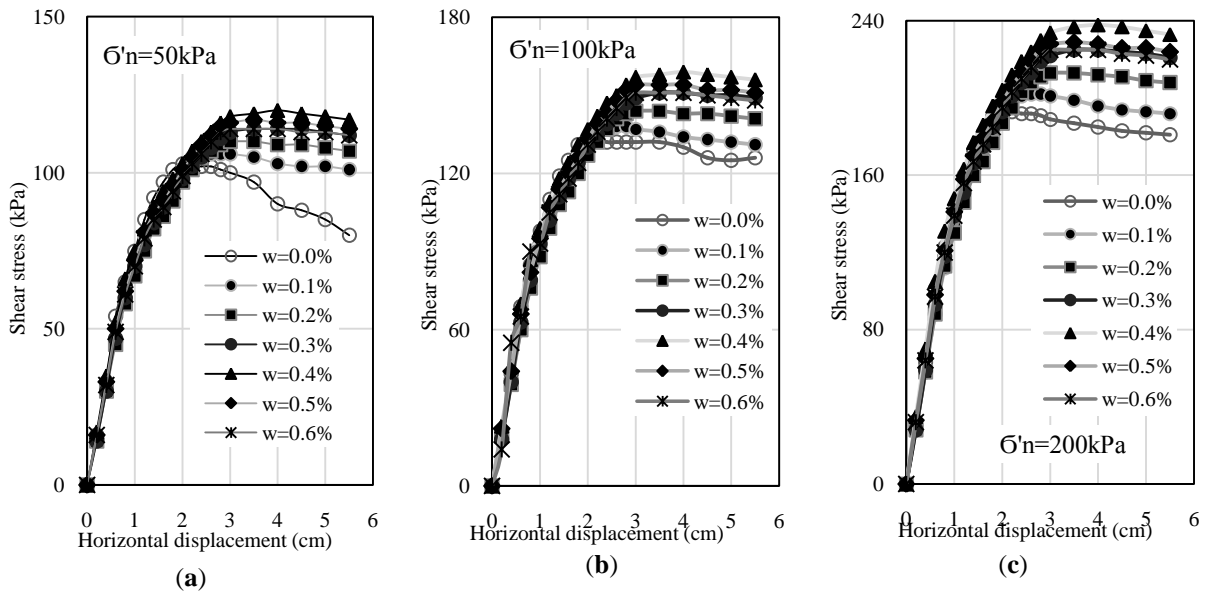 150
100
50
0
Shear stress (kPa)
Ϭ'n=50kPa
w=0.0%
w=0.1%
w=0.2%
w=0.3%
w=0.4%
w=0.5%
w=0.6%
0 1 2 3 4 5 6
Horizontal displacement (cm)
(a)
180
120
60
0
Shear stress (kPa)
Ϭ'n=100kPa
w=0.0%
w=0.1%
w=0.2%
w=0.3%
w=0.4%
w=0.5%
w=0.6%
0 1 2 3 4 5 6
Horizontal displacement (cm)
(b)
240
160
80
0
Shear stress (kPa)
w=0.0%
w=0.1%
w=0.2%
w=0.3%
w=0.4%
w=0.5%
w=0.6%
Ϭ'n=200kPa
0 1 2 3 4 5 6
Horizontal displacement (cm)
(c)